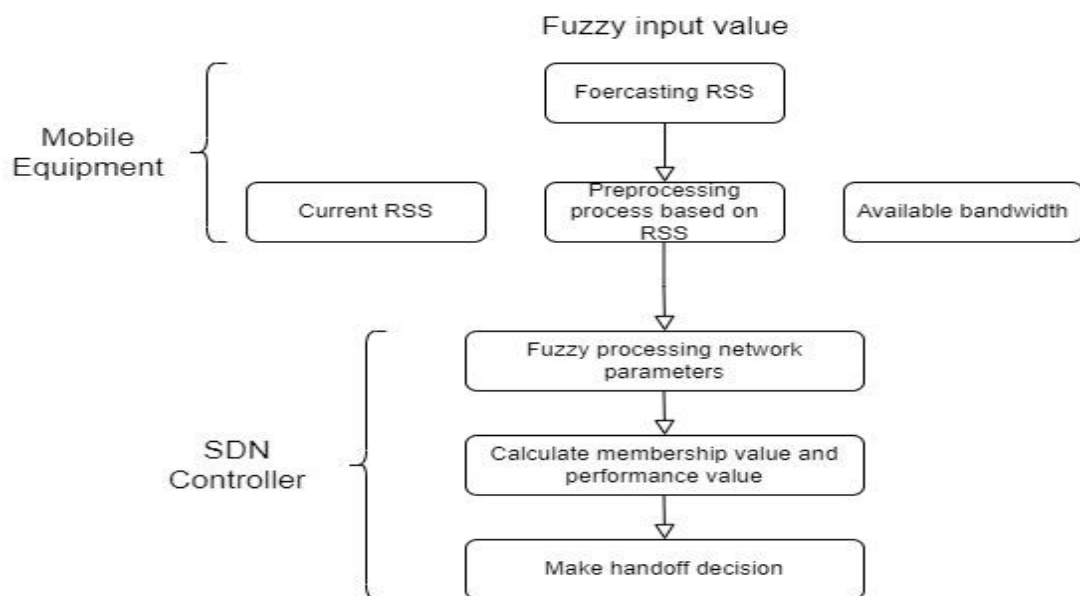 Fuzzy input value
Foercasting RSS
Mobile
Equipment
Current RSS
Preprocessing
process based on
RSS
Available bandwidth
Fuzzy processing network
parameters
SDN
Controller
Calculate membership value and
performance value
Make handoff decision